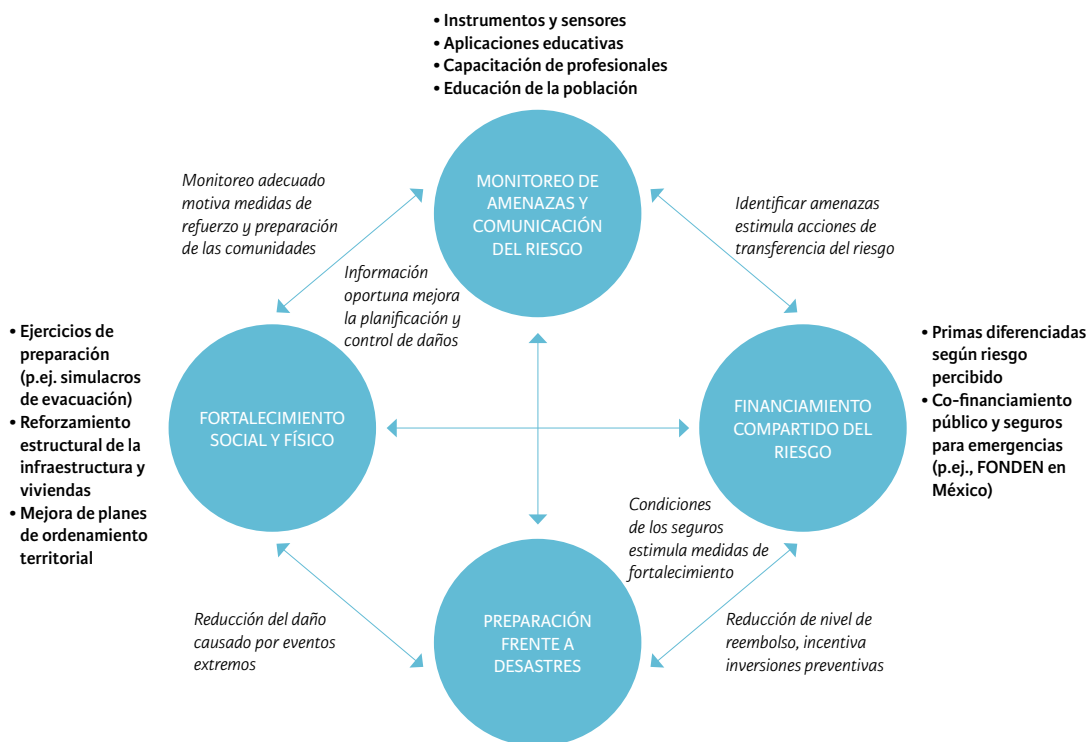 • Instrumentos y sensores
• Aplicaciones educativas
• Capacitación de profesionales
• Educación de la población
MONITOREO DE
AMENAZAS Y
COMUNICACIÓN
DEL RIESGO
Monitoreo adecuado
motiva medidas de
refuerzo y preparación
de las comunidades
Identificar amenazas
estimula acciones de
transferencia del riesgo
Información
oportuna mejora
la planificación y
control de daños
• Ejercicios de
preparación
(p.ej. simulacros
de evacuación)
• Reforzamiento
estructural de la
infraestructura y
viviendas
• Mejora de planes
de ordenamiento
territorial
FORTALECIMIENTO
SOCIAL Y FÍSICO
FINANCIAMIENTO
COMPARTIDO DEL
RIESGO
• Primas diferenciadas
según riesgo
percibido
• Co-financiamiento
público y seguros
para emergencias
(p.ej., FONDEN en
México)
Condiciones
de los seguros
estimula medidas de
fortalecimiento
Reducción del daño
causado por eventos
extremos
PREPARACIÓN
FRENTE A
DESASTRES
Reducción de nivel de
reembolso, incentiva
inversiones preventivas